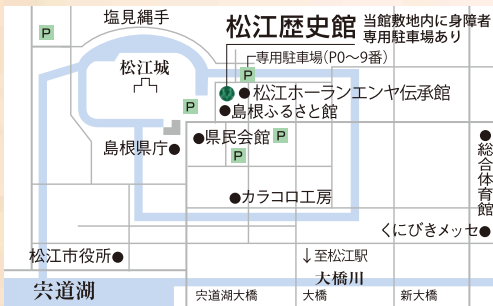 塩見縄手
松江歴史館
当館敷地内に身障者
専用駐車場あり
P
専用駐車場(P0～9番)
松江城
P
松江ホーランエンヤ伝承館
P
島根ふるさと館
県民会館 P
島根県庁
P
総合体育館
カラコロ工房
くにびきメッセ
松江市役所
↓至松江駅
大橋川
宍道湖
宍道湖大橋
大橋
新大橋